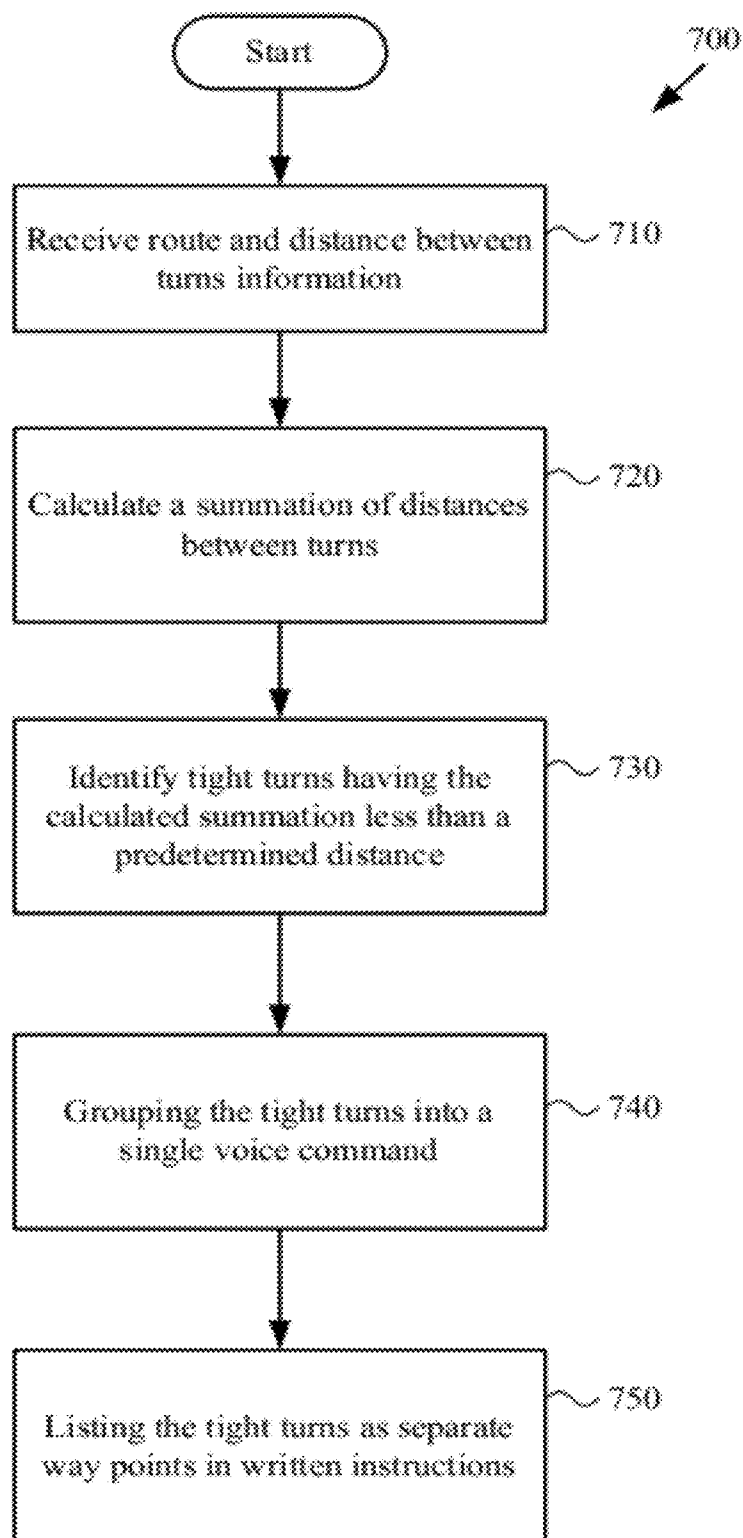 Start
700
Receive route and distance between
turns information
710
Calculate a summation of distances
between turns
720
Identify tight turns having the
calculated summation less than a
predetermined distance
730
Grouping the tight turns into a
single voice command
740
Listing the tight turns as separate
way points in written instructions
750